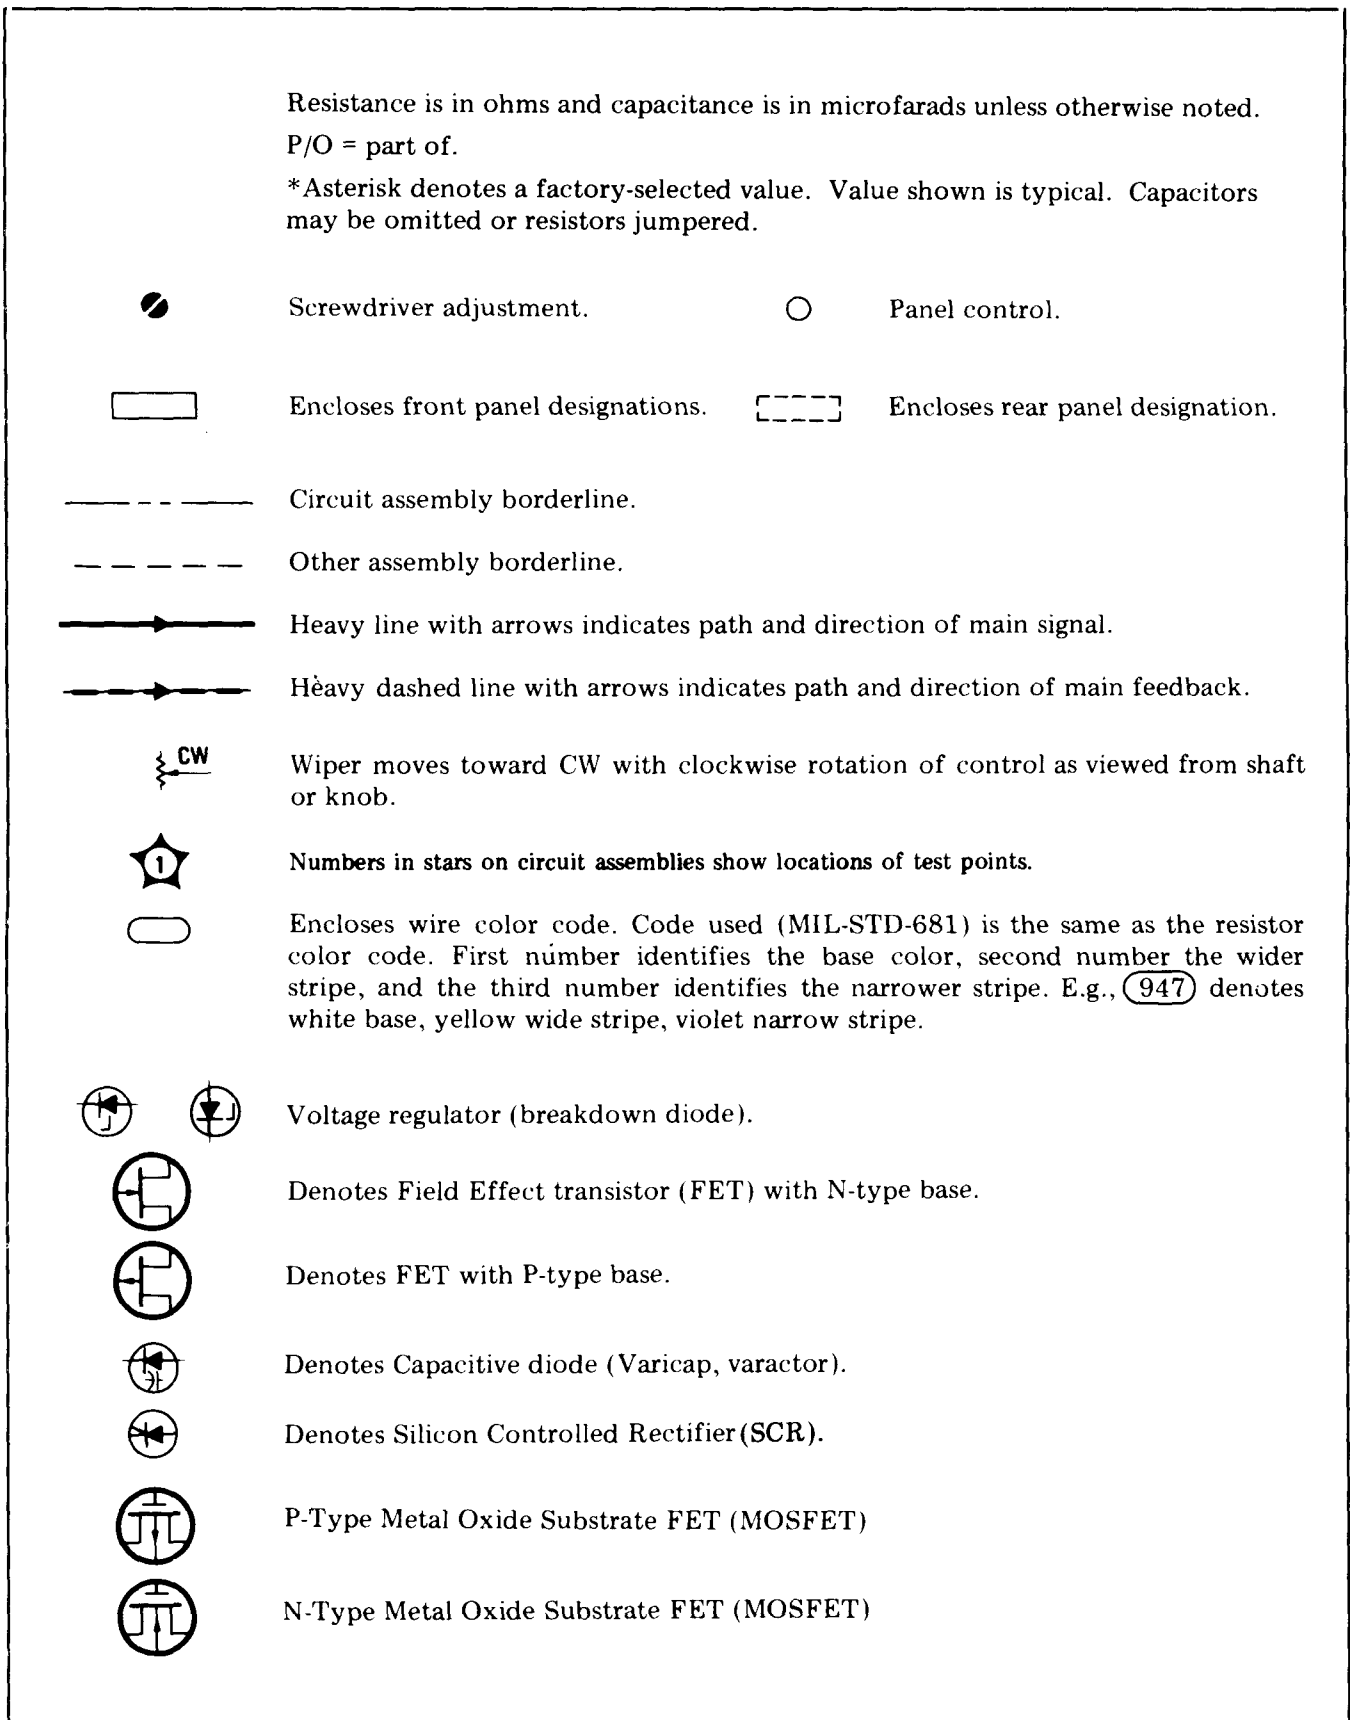 Resistance is in ohms and capacitance is in microfarads unless otherwise noted.
P/O = part of.
*Asterisk denotes a factory-selected value. Value shown is typical. Capacitors
may be omitted or resistors jumpered.
Screwdriver adjustment.
Panel control.
Encloses front panel designations.
Encloses rear panel designation.
Circuit assembly borderline.
Other assembly borderline.
Heavy line with arrows indicates path and direction of main signal.
Heavy dashed line with arrows indicates path and direction of main feedback.
CW
Wiper moves toward CW with clockwise rotation of control as viewed from shaft
or knob.
1
Numbers in stars on circuit assemblies show locations of test points.
Encloses wire color code. Code used (MIL-STD-681) is the same as the resistor
color code. First number identifies the base color, second number the wider
stripe, and the third number identifies the narrower stripe. E.g., 947 denotes
white base, yellow wide stripe, violet narrow stripe.
Voltage regulator (breakdown diode).
Denotes Field Effect transistor (FET) with N-type base.
Denotes FET with P-type base.
Denotes Capacitive diode (Varicap, varactor).
Denotes Silicon Controlled Rectifier (SCR).
P-Type Metal Oxide Substrate FET (MOSFET)
N-Type Metal Oxide Substrate FET (MOSFET)